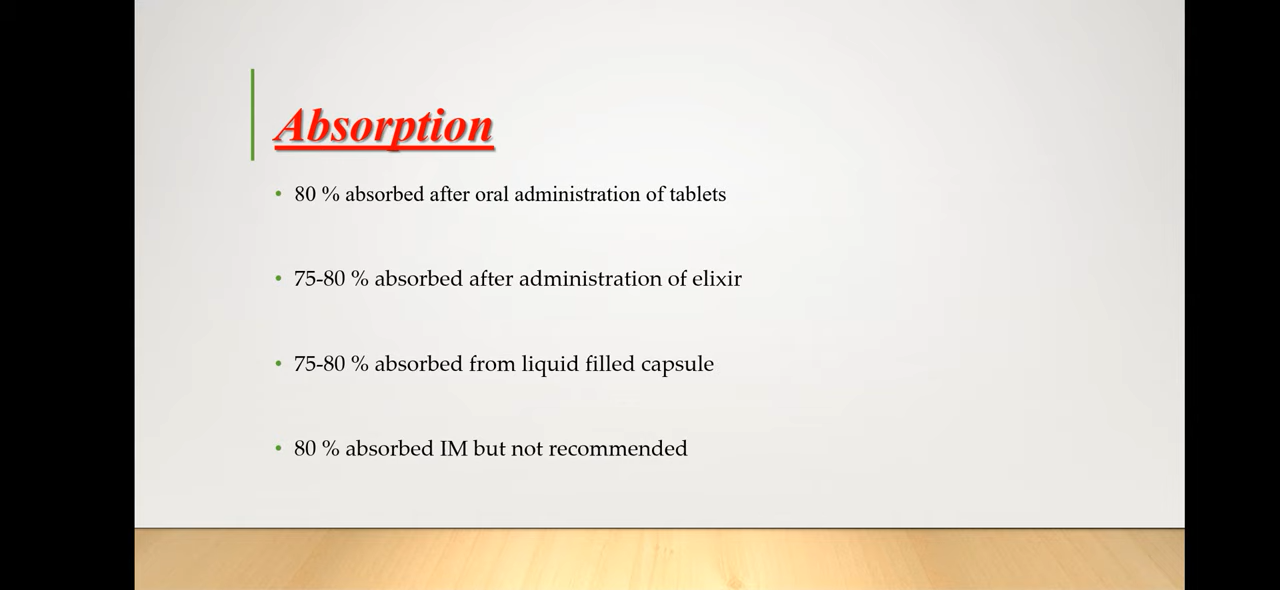 Absorption
• 80 % absorbed after oral administration of tablets
• 75-80 % absorbed after administration of elixir
• 75-80 % absorbed from liquid filled capsule
• 80 % absorbed IM but not recommended